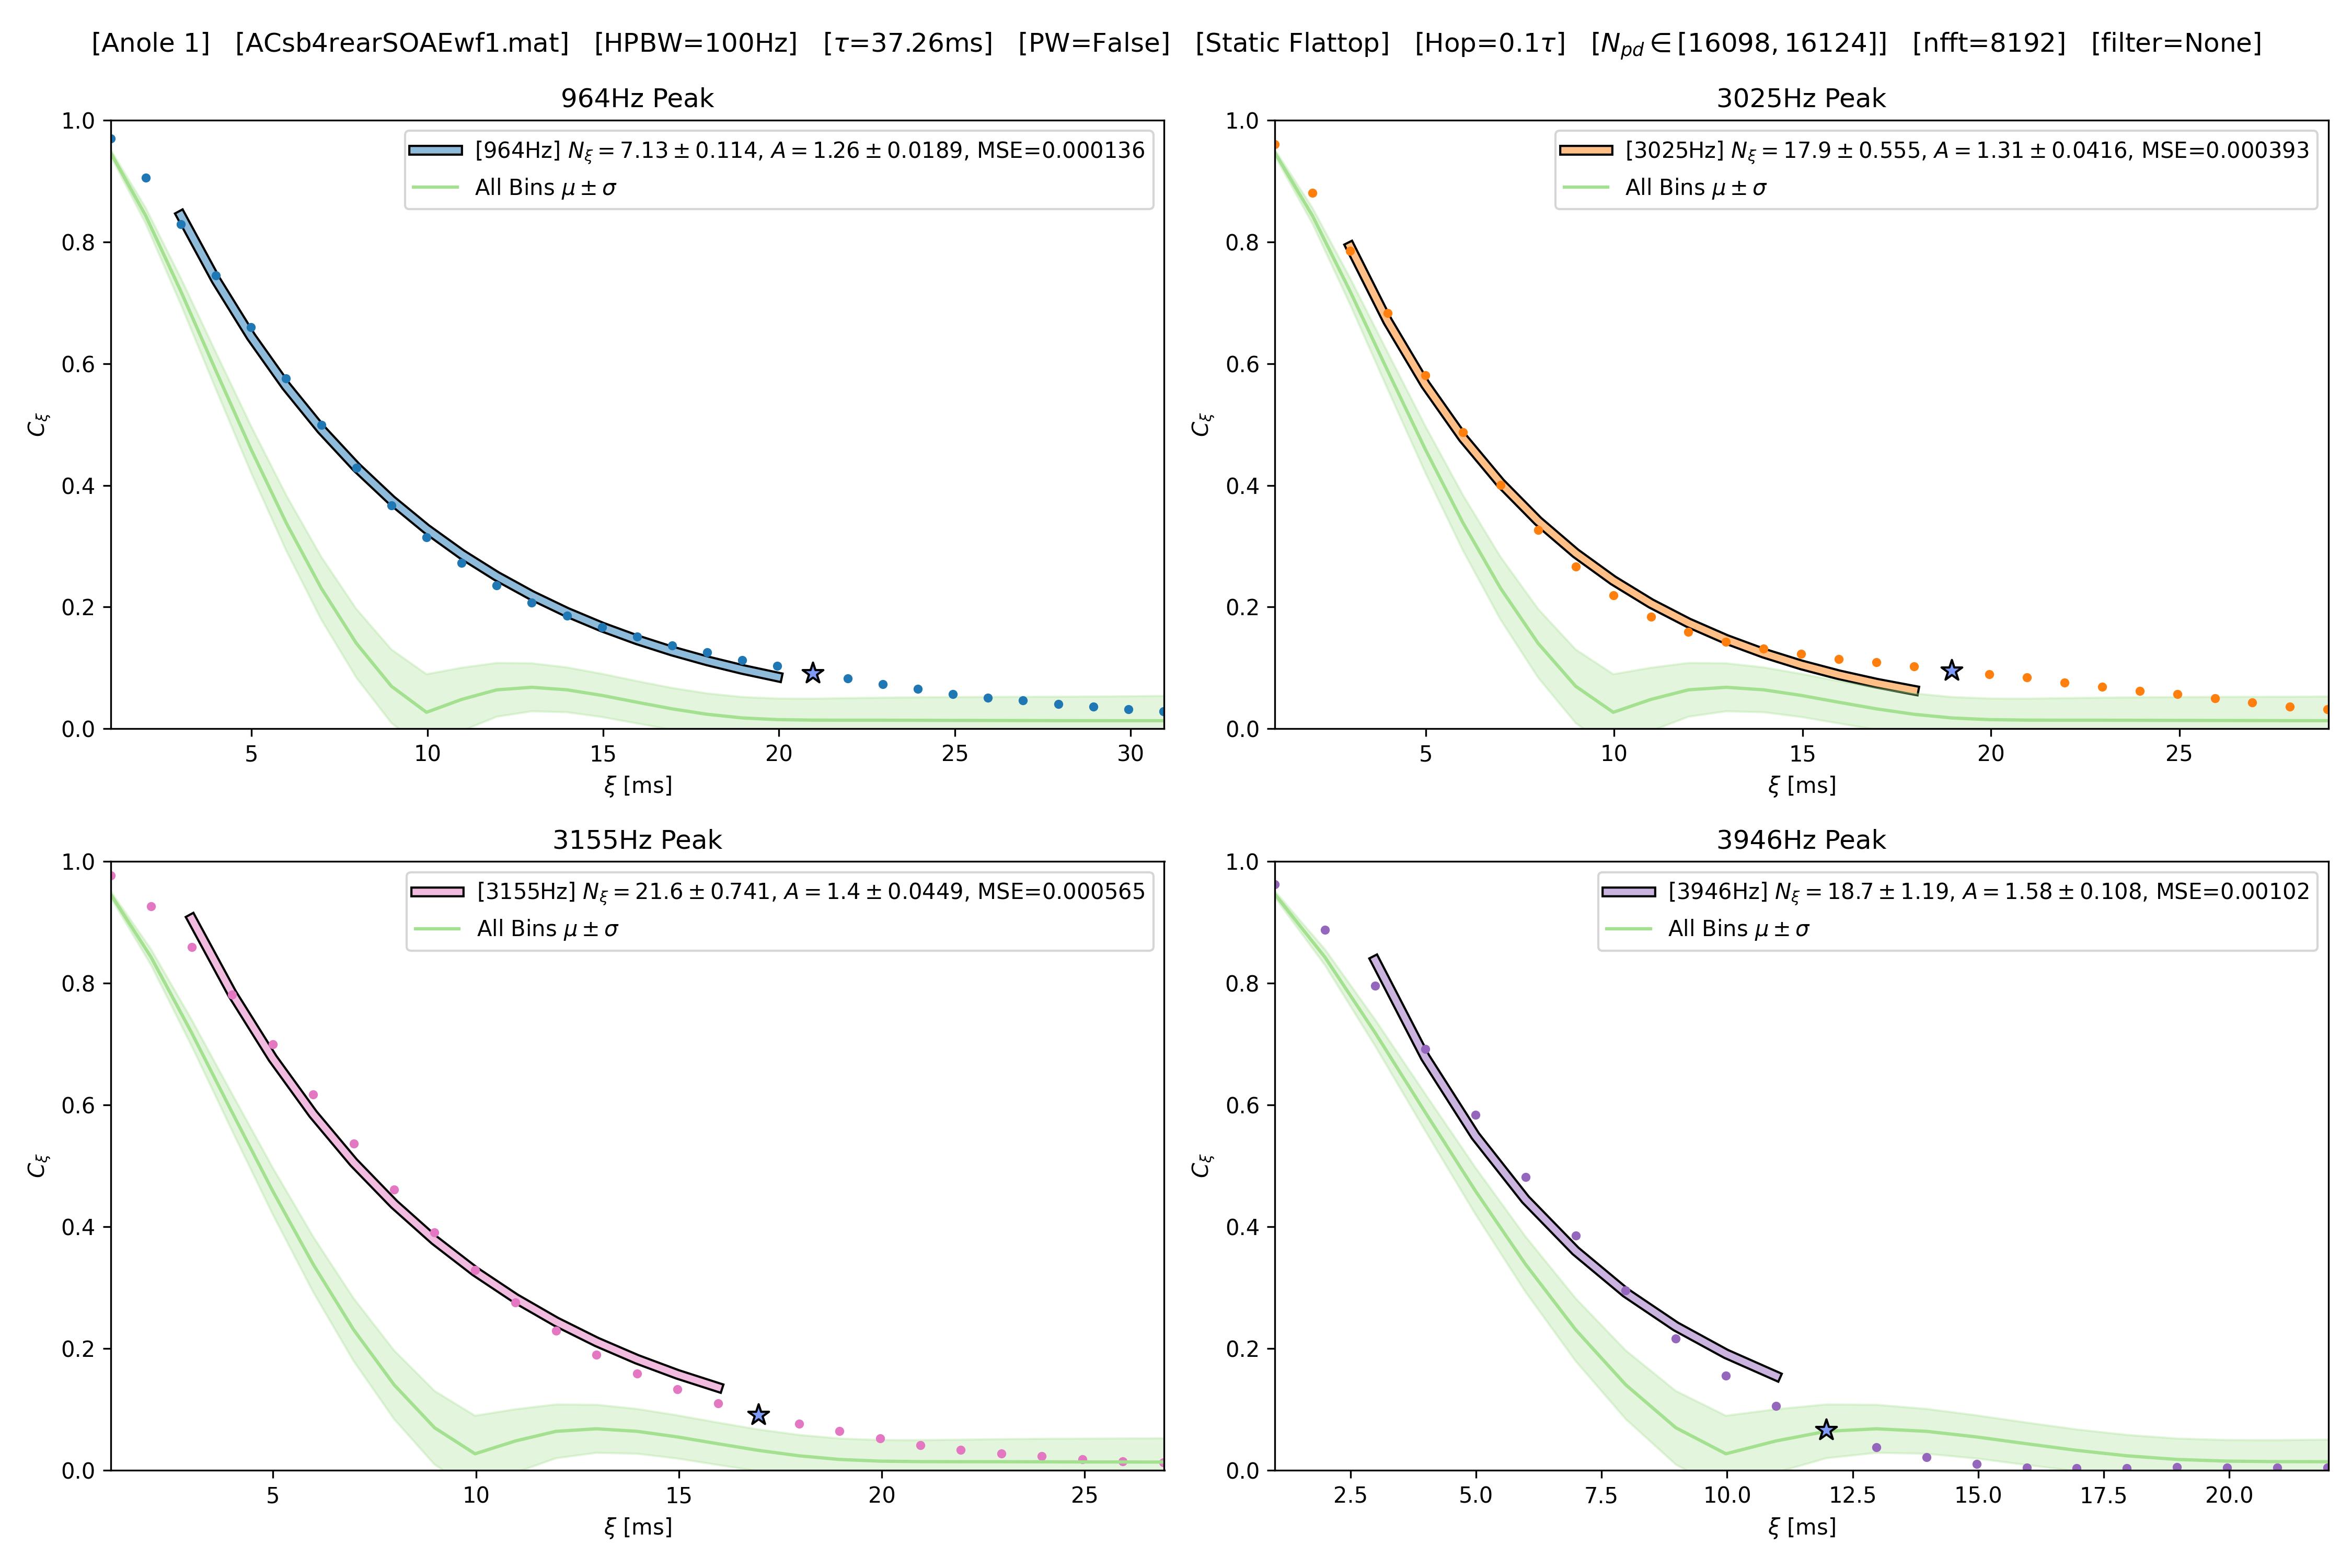 [Anole 1] [ACsb4rearSOAEwf1.mat] [HPBW=100Hz] [τ=37.26ms] [PW=False] [Static Flattop] [Hop=0.1τ] [N_pd ∈ [16098, 16124]] [nfft=8192] [filter=None]
964Hz Peak
1.0
0.8
0.6
0.4
0.2
0.0
C_ξ
[964Hz] N_ξ = 7.13 ± 0.114, A = 1.26 ± 0.0189, MSE=0.000136
All Bins μ ± σ
5 10 15 20 25 30
ξ [ms]
3025Hz Peak
1.0
0.8
0.6
0.4
0.2
0.0
C_ξ
[3025Hz] N_ξ = 17.9 ± 0.555, A = 1.31 ± 0.0416, MSE=0.000393
All Bins μ ± σ
5 10 15 20 25
ξ [ms]
3155Hz Peak
1.0
0.8
0.6
0.4
0.2
0.0
C_ξ
[3155Hz] N_ξ = 21.6 ± 0.741, A = 1.4 ± 0.0449, MSE=0.000565
All Bins μ ± σ
5 10 15 20 25
ξ [ms]
3946Hz Peak
1.0
0.8
0.6
0.4
0.2
0.0
C_ξ
[3946Hz] N_ξ = 18.7 ± 1.19, A = 1.58 ± 0.108, MSE=0.00102
All Bins μ ± σ
2.5 5.0 7.5 10.0 12.5 15.0 17.5 20.0
ξ [ms]